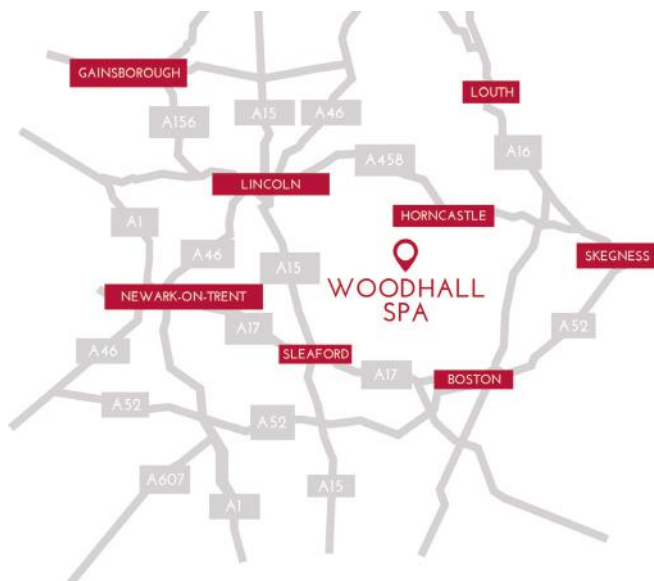 GAINSBOROUGH
LOUTH
A156
A15
A46
A16
A458
LINCOLN
HORNCASTLE
A1
A46
A15
SKEGNESS
WOODHALL
SPA
NEWARK-ON-TRENT
A17
A52
A46
SLEAFORD
A17
BOSTON
A52
A52
A607
A15
A1